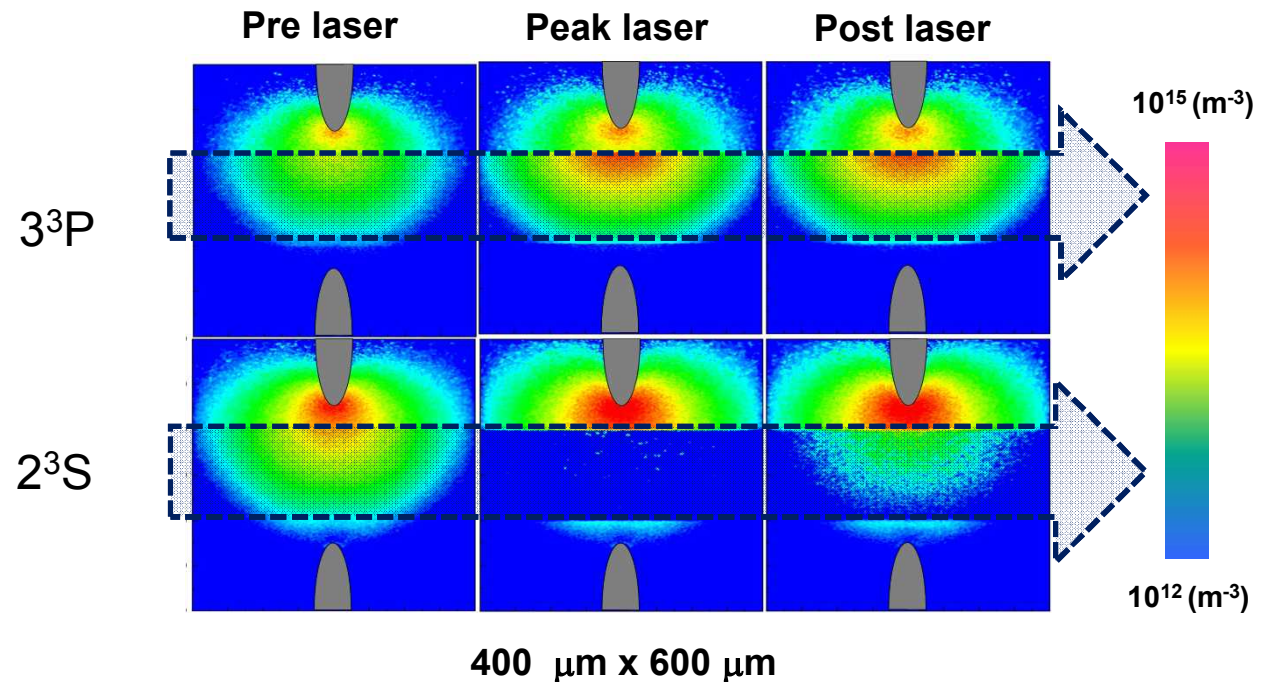 Pre laser
Peak laser
Post laser
10¹⁵ (m⁻³)
3³P
2³S
10¹² (m⁻³)
400 μm x 600 μm